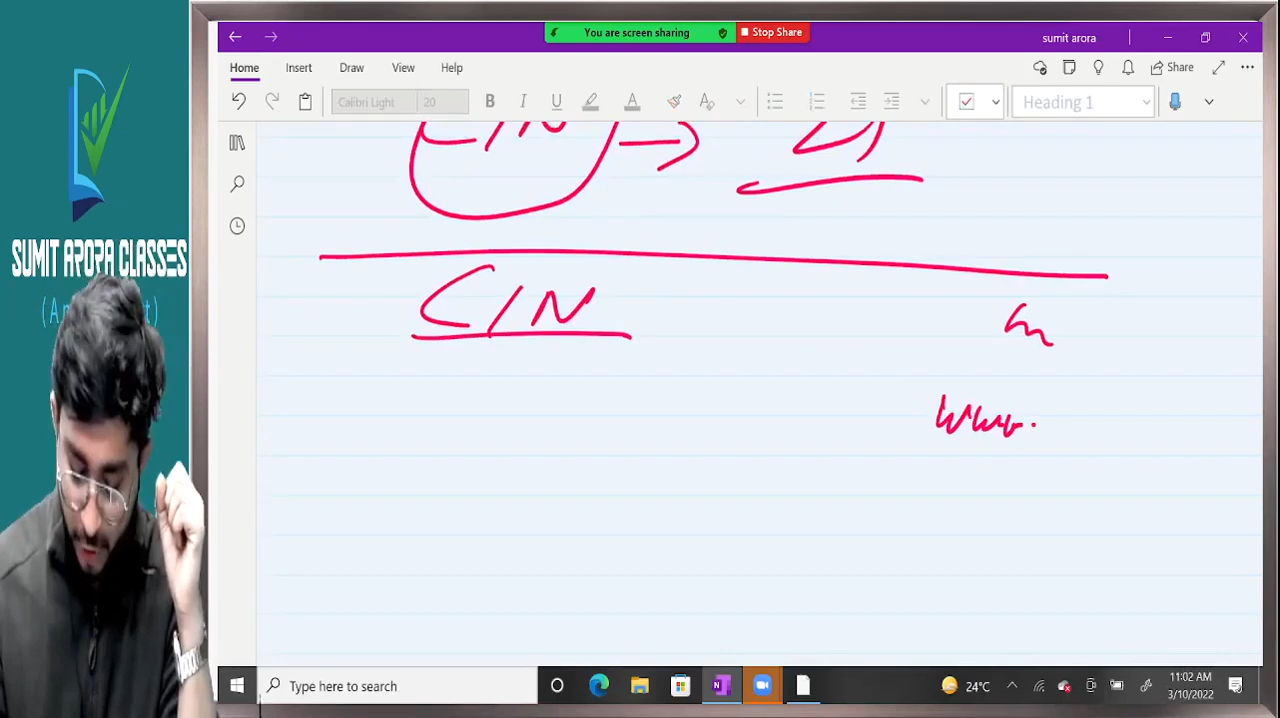 You are screen sharing Stop Share
sumit arora
Home Insert Draw View Help
Share
Calibri Light 20 B I U A A Heading 1
SUMIT ARORA CLASSES
C/N
Type here to search
24°C
11:02 AM
3/10/2022